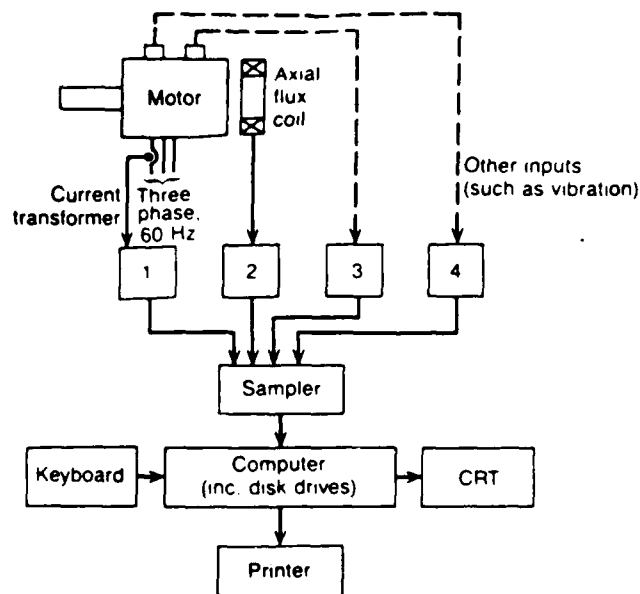 Motor
Axial
flux
coil
Current
transformer
Three
phase,
60 Hz
Other inputs
(such as vibration)
1
2
3
4
Sampler
Keyboard
Computer
(inc. disk drives)
CRT
Printer